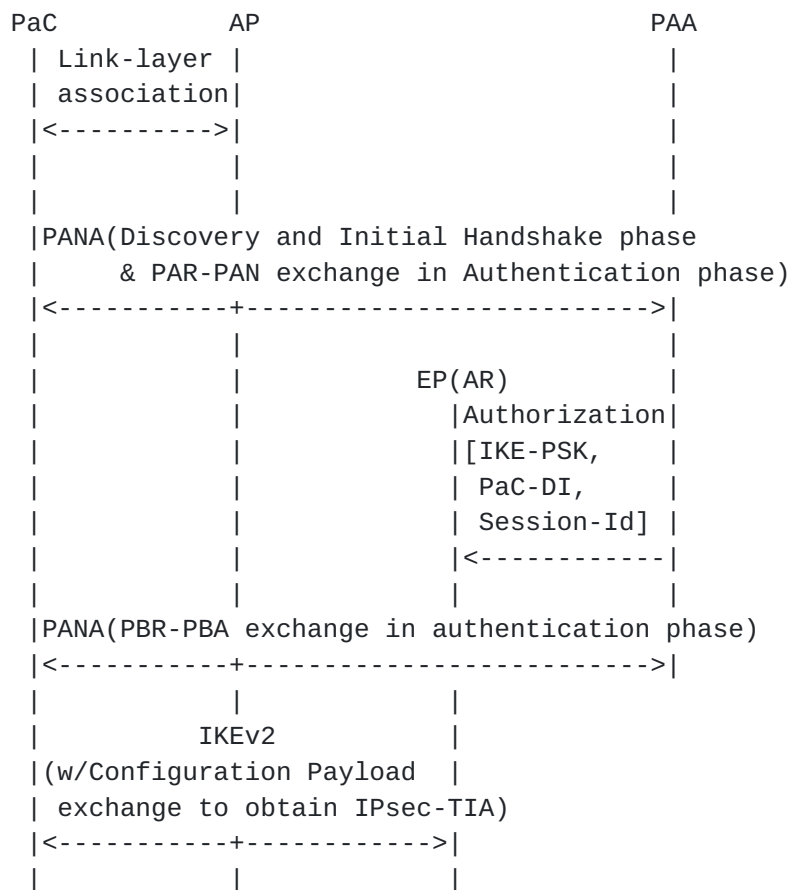 PaC             AP                          PAA
 | Link-layer |                             |
 | association|                             |
 |<---------->|                             |
 |            |                             |
 |            |                             |
 |PANA(Discovery and Initial Handshake phase
 |     & PAR-PAN exchange in Authentication phase)
 |<-----------+---------------------------->|
 |            |                             |
 |            |           EP(AR)            |
 |            |             |Authorization|
 |            |             |[IKE-PSK,    |
 |            |             | PaC-DI,     |
 |            |             | Session-Id] |
 |            |             |<------------|
 |            |             |             |
 |PANA(PBR-PBA exchange in authentication phase)
 |<-----------+---------------------------->|
 |            |             |
 |          IKEv2           |
 |(w/Configuration Payload  |
 | exchange to obtain IPsec-TIA)
 |<-----------+------------>|
 |            |             |